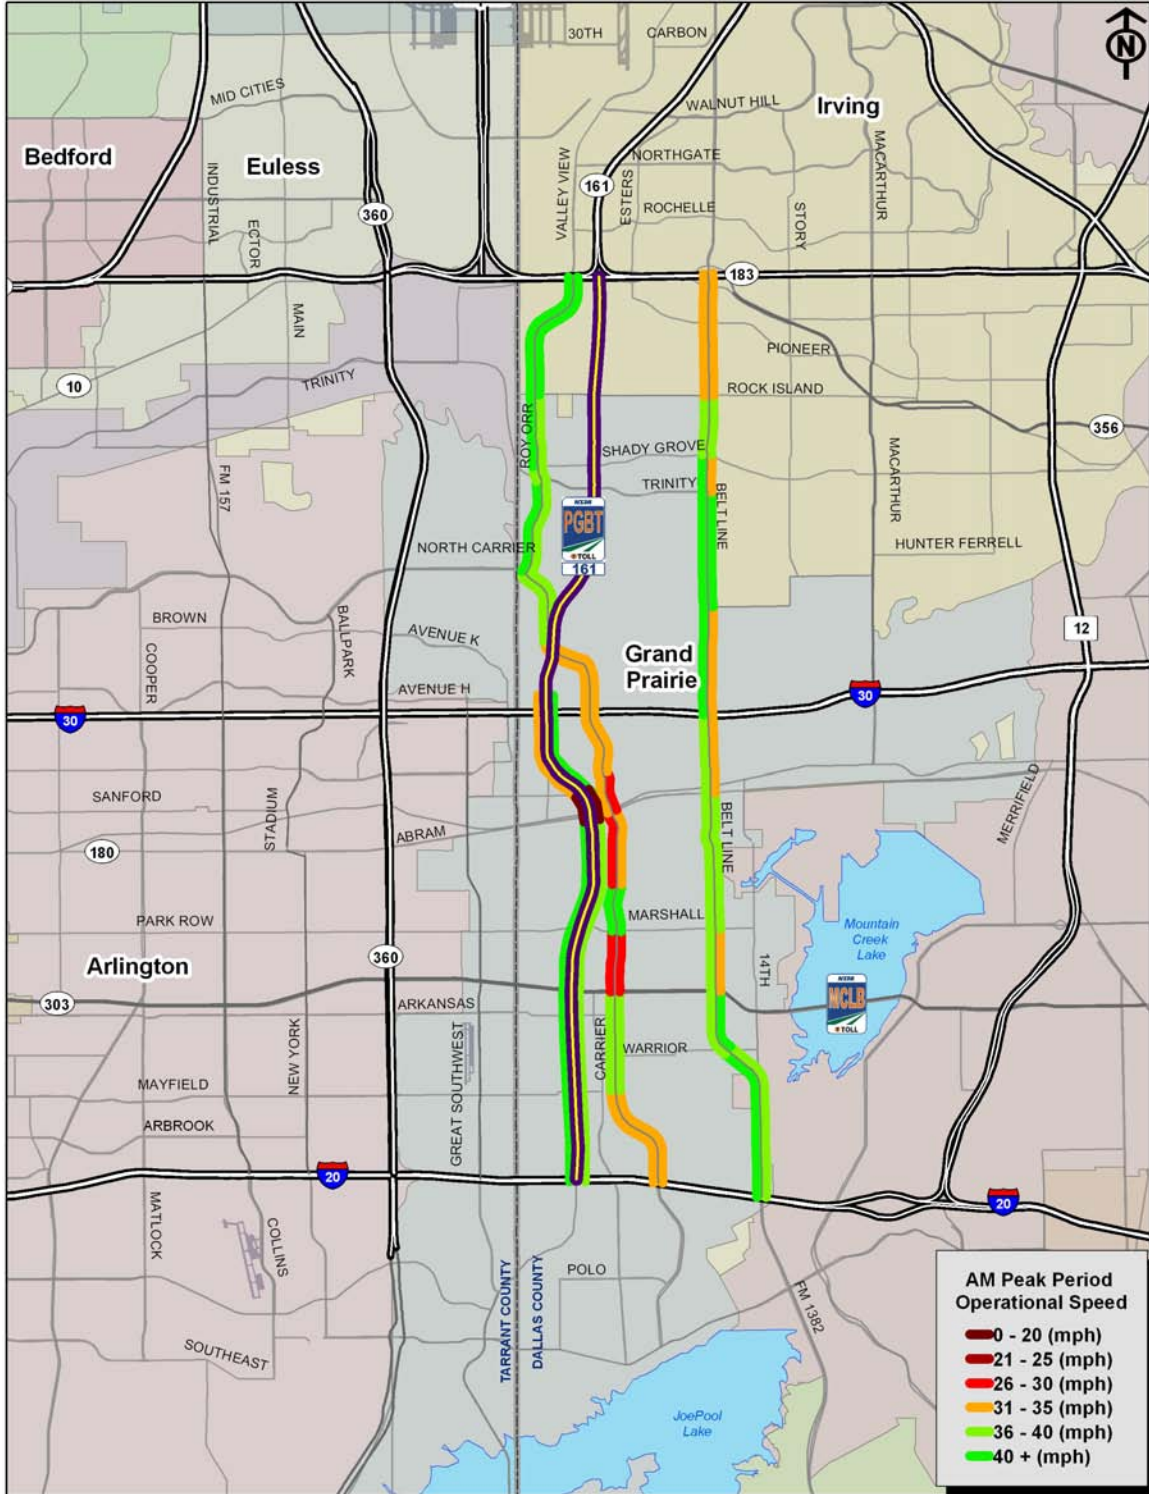 30TH
CARBON
N
MID CITIES
WALNUT HILL
Irving
Bedford
Euless
NORTHGATE
MACARTHUR
161
ESTERS
VALLEY VIEW
INDUSTRIAL
360
ROCHELLE
STORY
ECTOR
183
MAIN
PIONEER
TRINITY
10
ROCK ISLAND
ROY ORR
356
SHADY GROVE
MACARTHUR
FM 157
TRINITY
BELT LINE
NTTA
PGBT
TOLL
161
NORTH CARRIER
HUNTER FERRELL
BROWN
BALLPARK
AVENUE K
12
COOPER
Grand
Prairie
AVENUE H
30
30
SANFORD
STADIUM
MERRIFIELD
ABRAM
BELT LINE
180
PARK ROW
MARSHALL
Mountain
Creek
Lake
Arlington
360
14TH
303
ARKANSAS
NTTA
MCLB
TOLL
NEW YORK
GREAT SOUTHWEST
CARRIER
WARRIOR
MAYFIELD
ARBROOK
20
20
MATLOCK
COLLINS
POLO
TARRANT COUNTY
DALLAS COUNTY
FM 1382
SOUTHEAST
JoePool
Lake
AM Peak Period
Operational Speed
0 - 20 (mph)
21 - 25 (mph)
26 - 30 (mph)
31 - 35 (mph)
36 - 40 (mph)
40 + (mph)